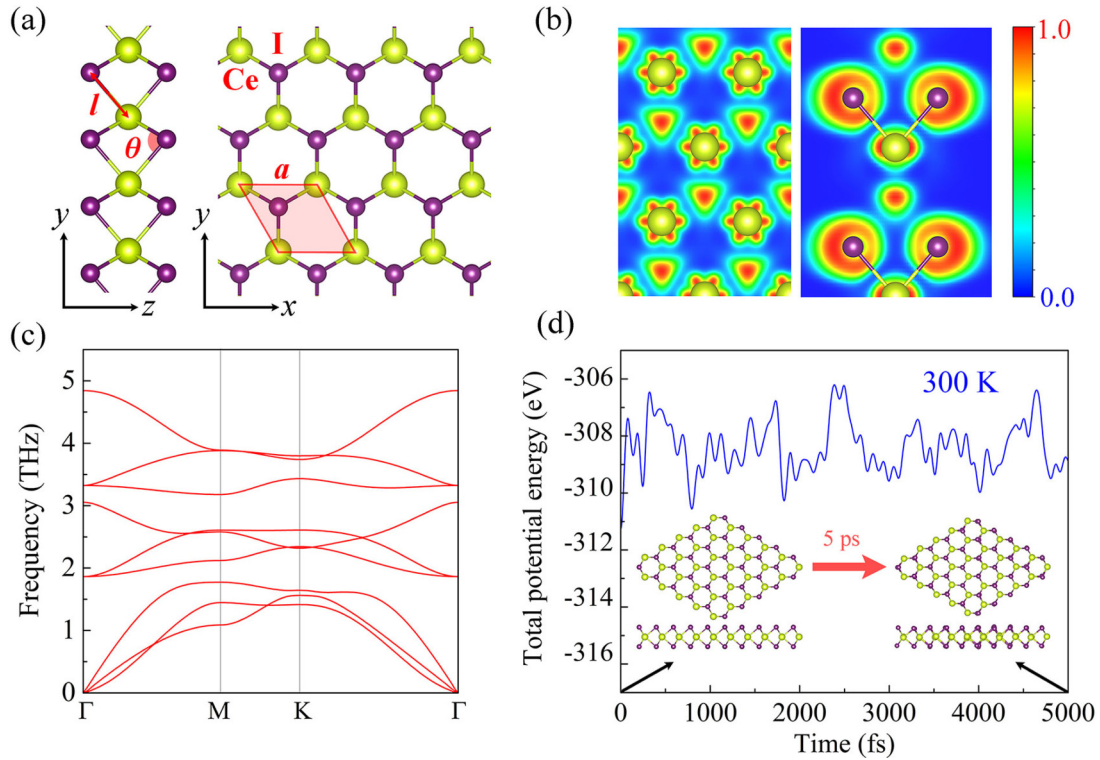 (a)
I
Ce
l
θ
a
y
z
y
x
(b)
1.0
0.0
(c)
Frequency (THz)
5
4
3
2
1
0
Γ M K Γ
(d)
Total potential energy (eV)
-306
-308
-310
-312
-314
-316
300 K
5 ps
0 1000 2000 3000 4000 5000
Time (fs)